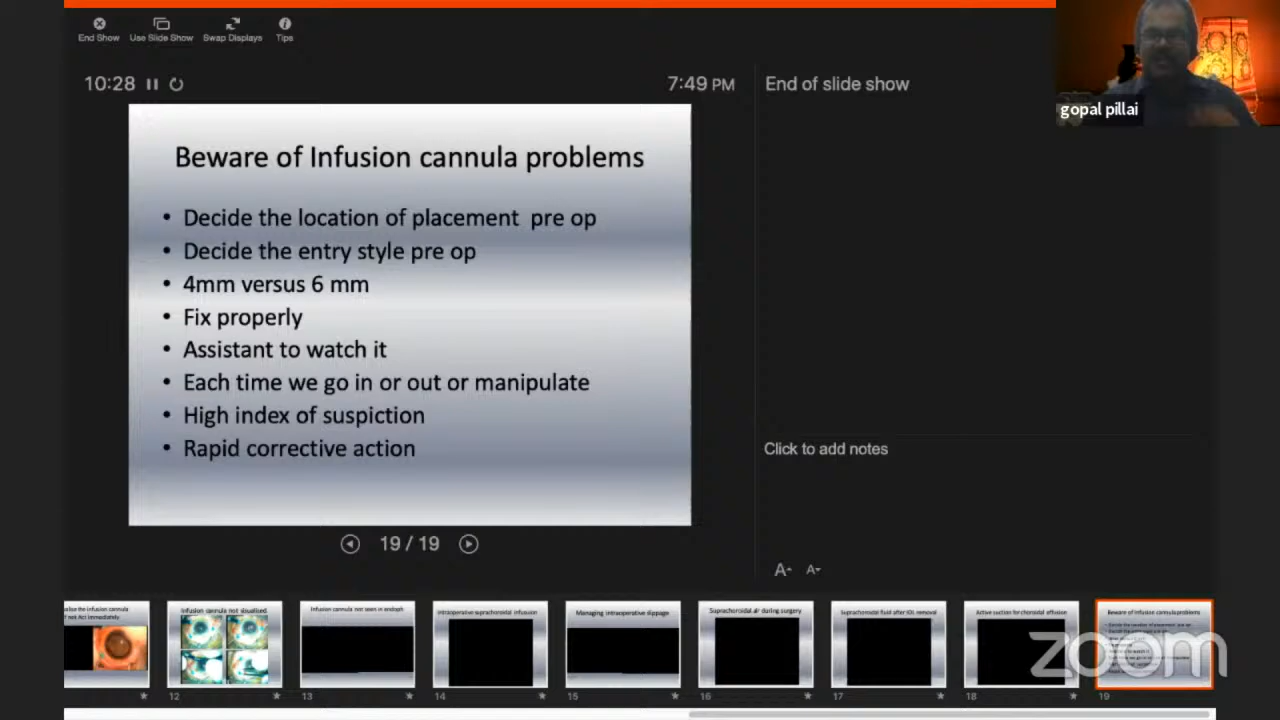 End Show Use Slide Show Swap Displays Tips
gopal pillai
10:28
7:49 PM
End of slide show
Beware of Infusion cannula problems
• Decide the location of placement pre op
• Decide the entry style pre op
• 4mm versus 6 mm
• Fix properly
• Assistant to watch it
• Each time we go in or out or manipulate
• High index of suspiction
• Rapid corrective action
Click to add notes
19 / 19
A A
Infusion cannula not visualised
Infusion cannula not seen in endoph
Intraoperative suprachoroidal infusion
Managing intraoperative slippage
Suprachoroidal air during surgery
Suprachoroidal fluid after IOL removal
Active suction for choroidal effusion
Beware of Infusion cannula problems
zoom
12 13 14 15 16 17 18 19